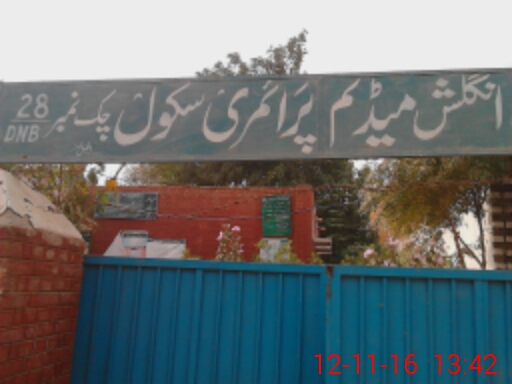 انگلش میڈیم پرائمری سکول چک نمبر 28/DNB
12-11-16 13:42